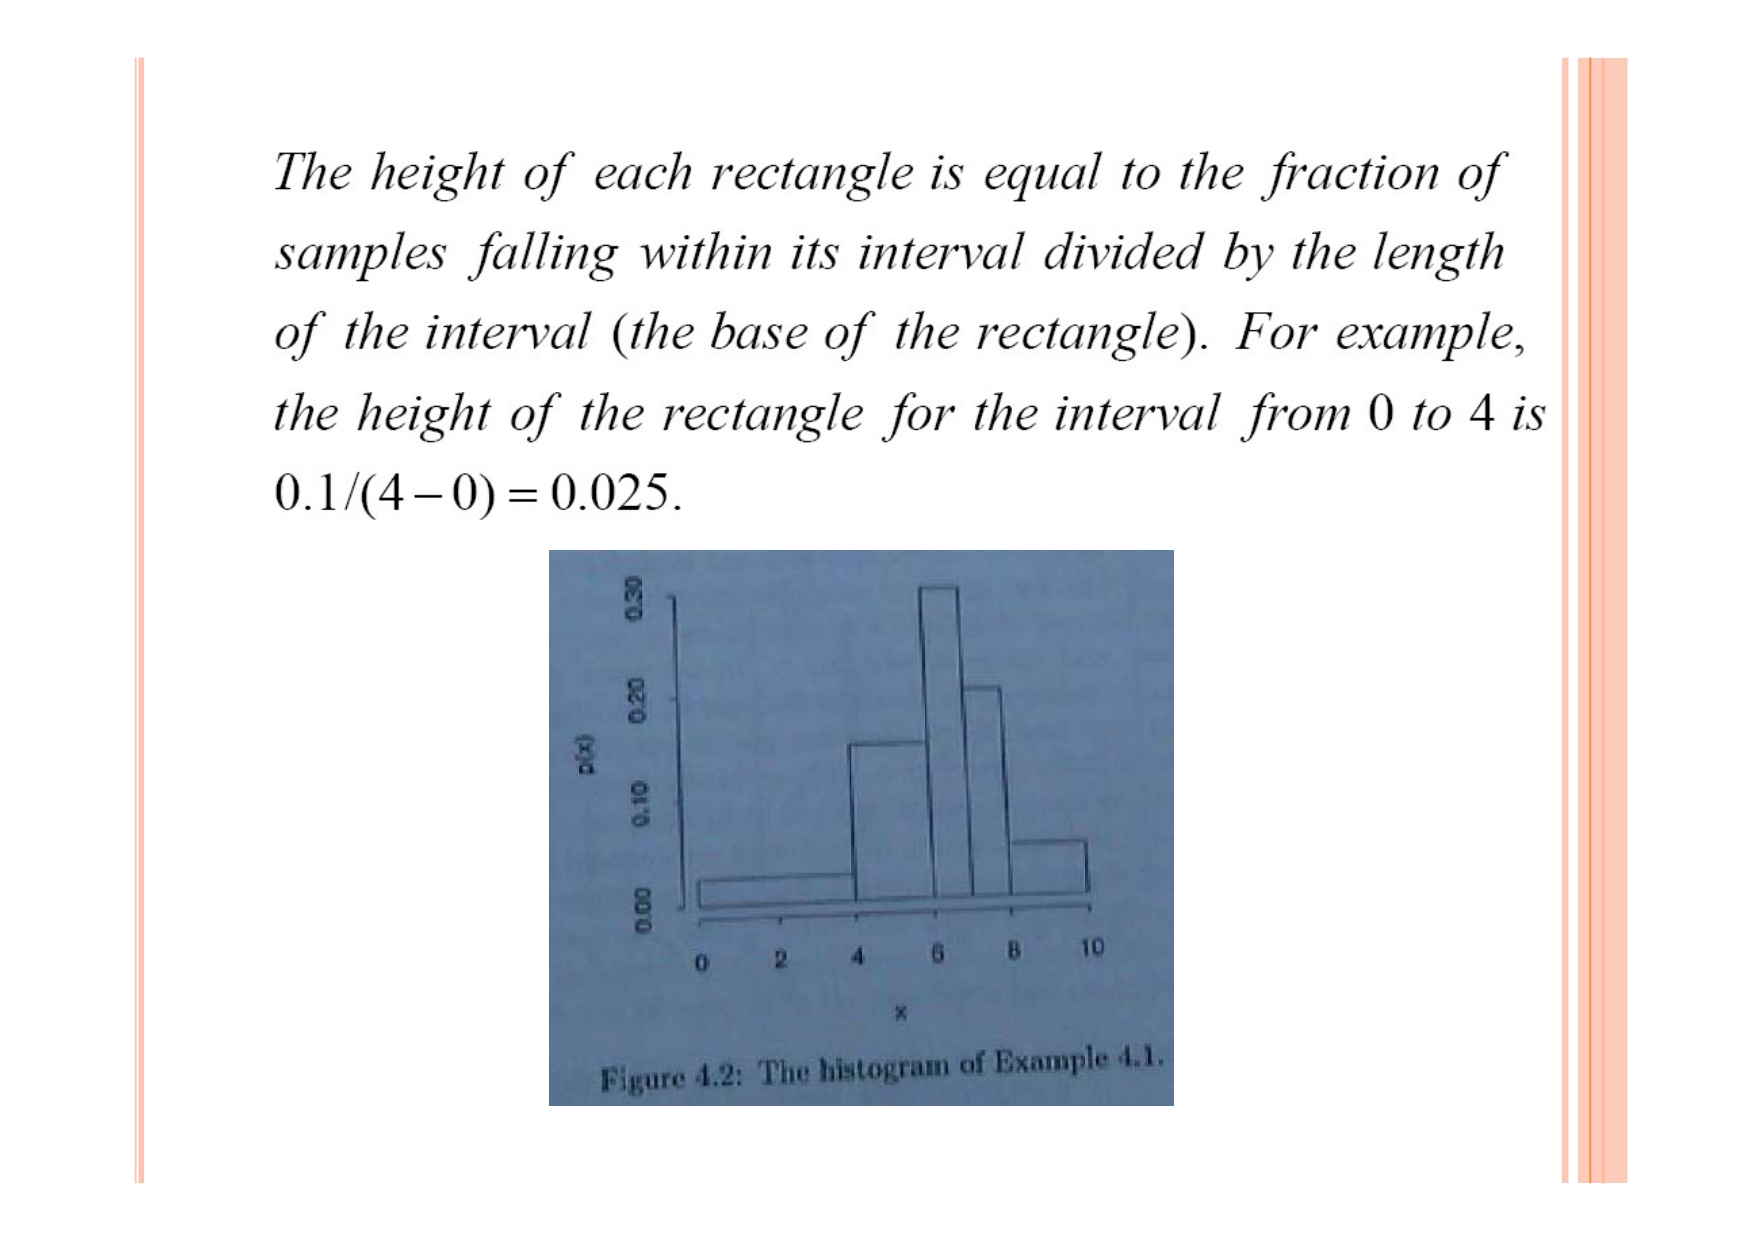 The height of each rectangle is equal to the fraction of
samples falling within its interval divided by the length
of the interval (the base of the rectangle). For example,
the height of the rectangle for the interval from 0 to 4 is
0.1/(4−0) = 0.025.
0.30
0.20
0.10
0.00
p(x)
0 2 4 6 8 10
x
Figure 4.2: The histogram of Example 4.1.